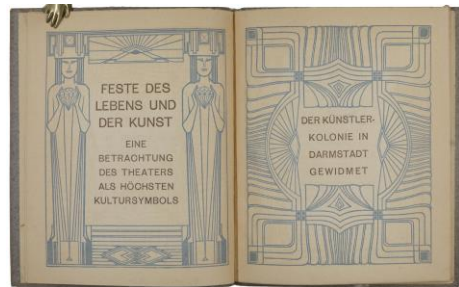 FESTE DES
LEBENS UND
DER KUNST
EINE
BETRACHTUNG
DES THEATERS
ALS HÖCHSTEN
KULTURSYMBOLS
DER KÜNSTLER-
KOLONIE IN
DARMSTADT
GEWIDMET